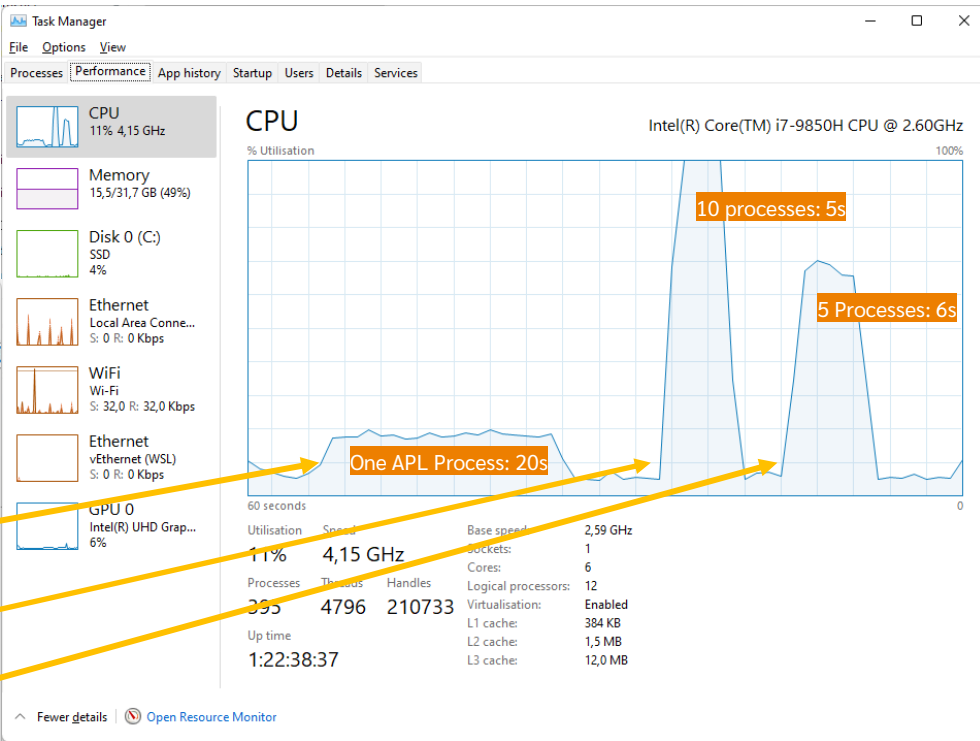 Task Manager
File Options View
Processes Performance App history Startup Users Details Services
CPU
11% 4,15 GHz
Memory
15,5/31,7 GB (49%)
Disk 0 (C:)
SSD
4%
Ethernet
Local Area Conne...
S: 0 R: 0 Kbps
WiFi
Wi-Fi
S: 32,0 R: 32,0 Kbps
Ethernet
vEthernet (WSL)
S: 0 R: 0 Kbps
GPU 0
Intel(R) UHD Grap...
6%
CPU
Intel(R) Core(TM) i7-9850H CPU @ 2.60GHz
% Utilisation 100%
10 processes: 5s
5 Processes: 6s
One APL Process: 20s
60 seconds 0
Utilisation Speed
11% 4,15 GHz
Processes Threads Handles
395 4796 210733
Up time
1:22:38:37
Base speed: 2,59 GHz
Sockets: 1
Cores: 6
Logical processors: 12
Virtualisation: Enabled
L1 cache: 384 KB
L2 cache: 1,5 MB
L3 cache: 12,0 MB
Fewer details Open Resource Monitor